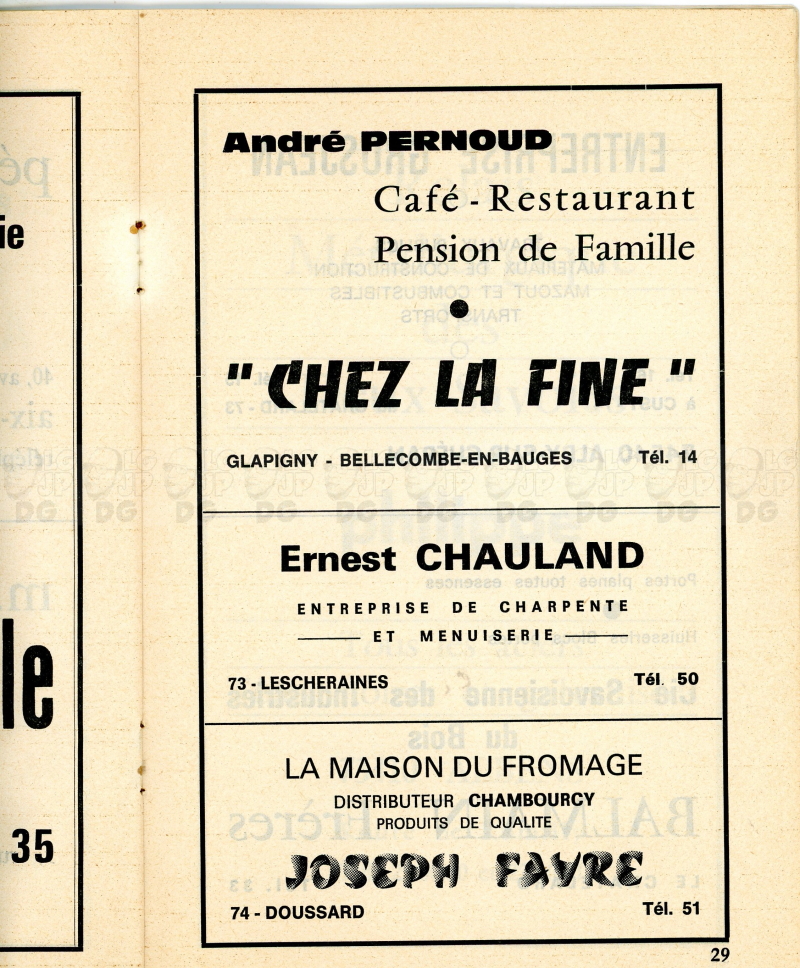 ie
le
35
André PERNOUD
Café - Restaurant
Pension de Famille
"CHEZ LA FINE"
GLAPIGNY - BELLECOMBE-EN-BAUGES Tél. 14
Ernest CHAULAND
ENTREPRISE DE CHARPENTE
ET MENUISERIE
73 - LESCHERAINES Tél. 50
LA MAISON DU FROMAGE
DISTRIBUTEUR CHAMBOURCY
PRODUITS DE QUALITE
JOSEPH FAVRE
74 - DOUSSARD Tél. 51
29